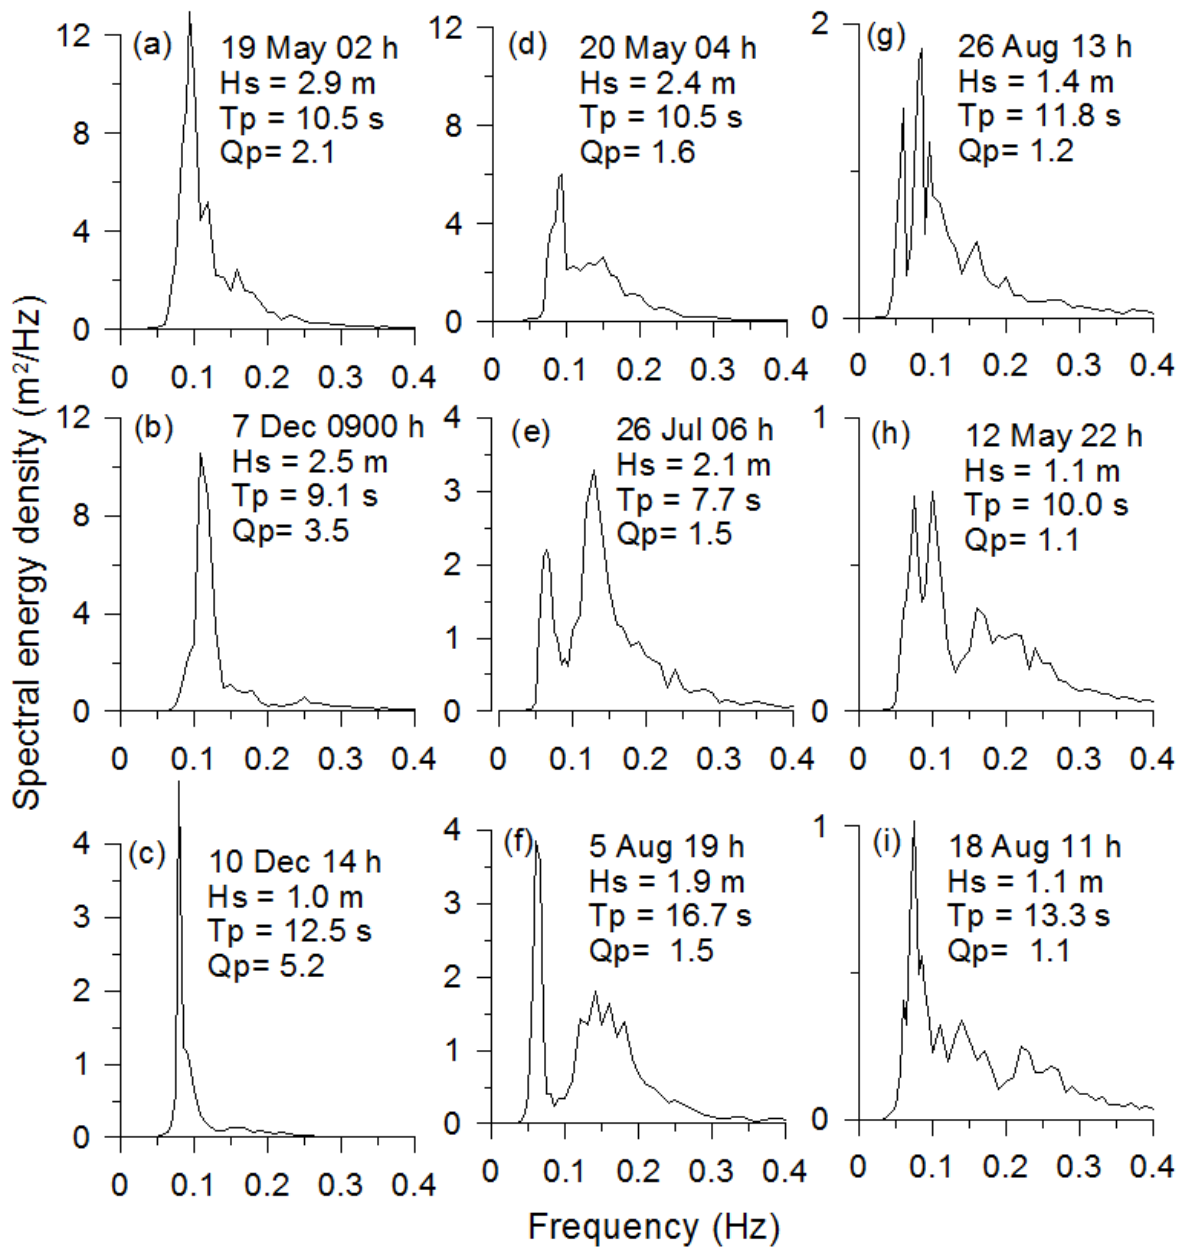 Spectral energy density (m²/Hz)
(a)
19 May 02 h
Hs = 2.9 m
Tp = 10.5 s
Qp= 2.1
12
8
4
0
0 0.1 0.2 0.3 0.4
(d)
20 May 04 h
Hs = 2.4 m
Tp = 10.5 s
Qp= 1.6
12
8
4
0
0 0.1 0.2 0.3 0.4
(g)
26 Aug 13 h
Hs = 1.4 m
Tp = 11.8 s
Qp= 1.2
2
0
0 0.1 0.2 0.3 0.4
(b)
7 Dec 0900 h
Hs = 2.5 m
Tp = 9.1 s
Qp= 3.5
12
8
4
0
0 0.1 0.2 0.3 0.4
(e)
26 Jul 06 h
Hs = 2.1 m
Tp = 7.7 s
Qp= 1.5
4
3
2
1
0
0 0.1 0.2 0.3 0.4
(h)
12 May 22 h
Hs = 1.1 m
Tp = 10.0 s
Qp= 1.1
1
0
0 0.1 0.2 0.3 0.4
(c)
10 Dec 14 h
Hs = 1.0 m
Tp = 12.5 s
Qp= 5.2
4
3
2
1
0
0 0.1 0.2 0.3 0.4
(f)
5 Aug 19 h
Hs = 1.9 m
Tp = 16.7 s
Qp= 1.5
4
3
2
1
0
0 0.1 0.2 0.3 0.4
(i)
18 Aug 11 h
Hs = 1.1 m
Tp = 13.3 s
Qp= 1.1
1
0
0 0.1 0.2 0.3 0.4
Frequency (Hz)